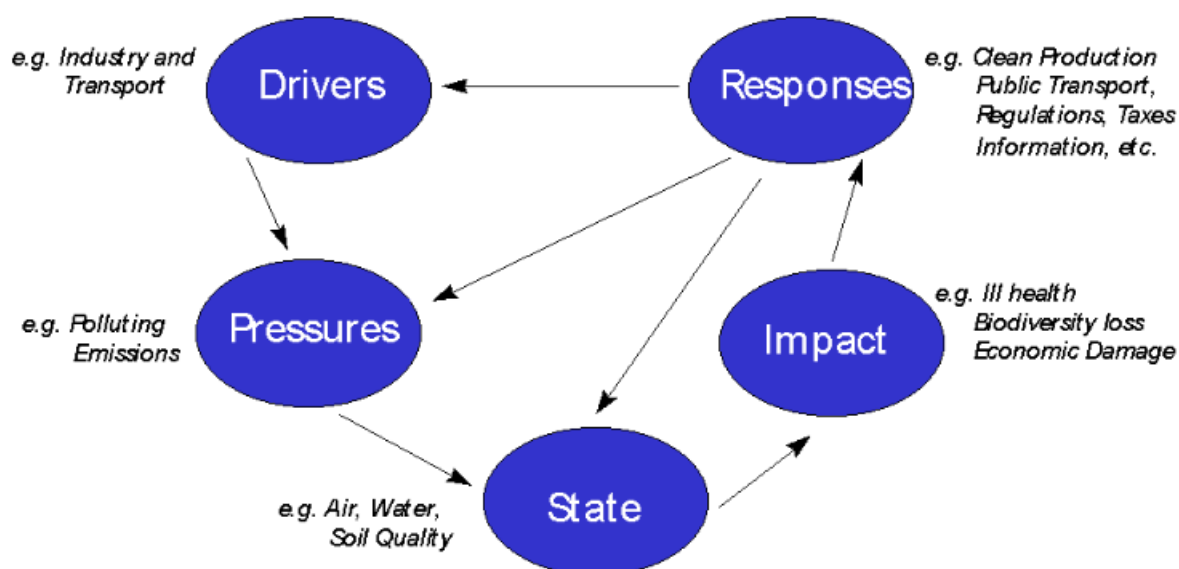 e.g. Industry and
Transport
Drivers
Responses
e.g. Clean Production
Public Transport,
Regulations, Taxes
Information, etc.
e.g. Polluting
Emissions
Pressures
Impact
e.g. Ill health
Biodiversity loss
Economic Damage
e.g. Air, Water,
Soil Quality
State